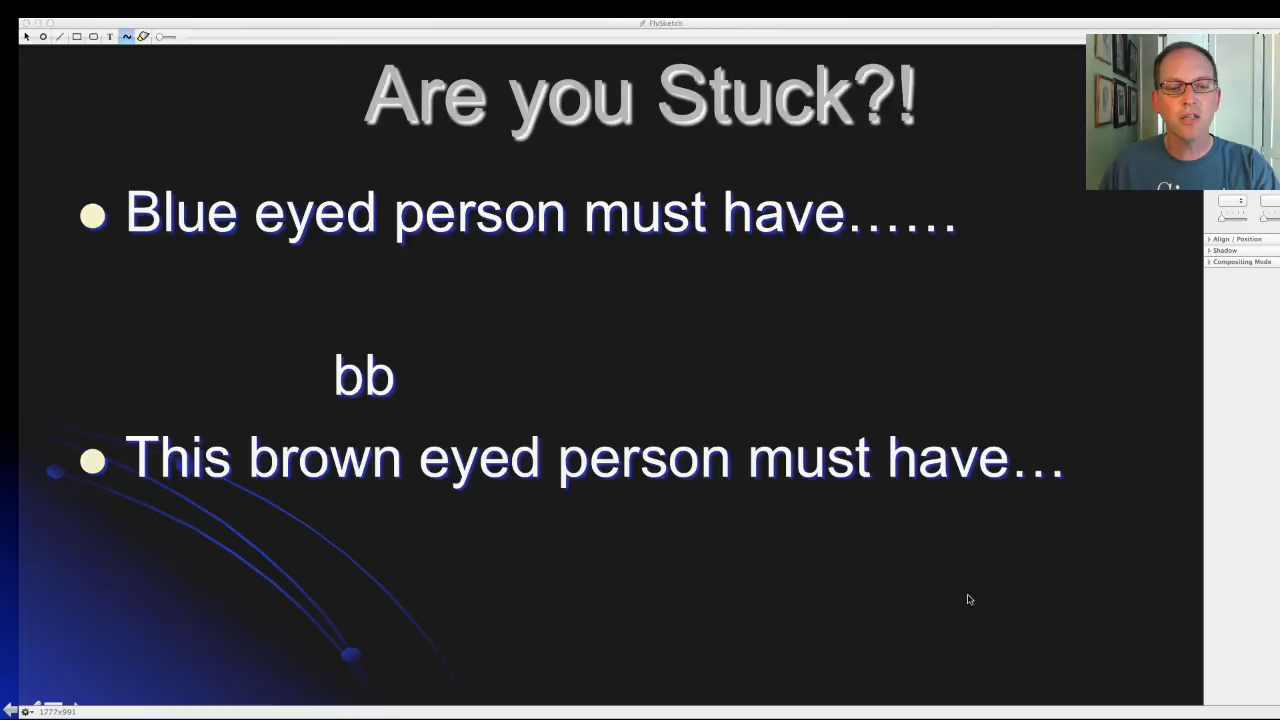 FlySketch
T
Are you Stuck?!
Blue eyed person must have……
Align / Position
Shadow
Compositing Mode
bb
This brown eyed person must have…
1777x991